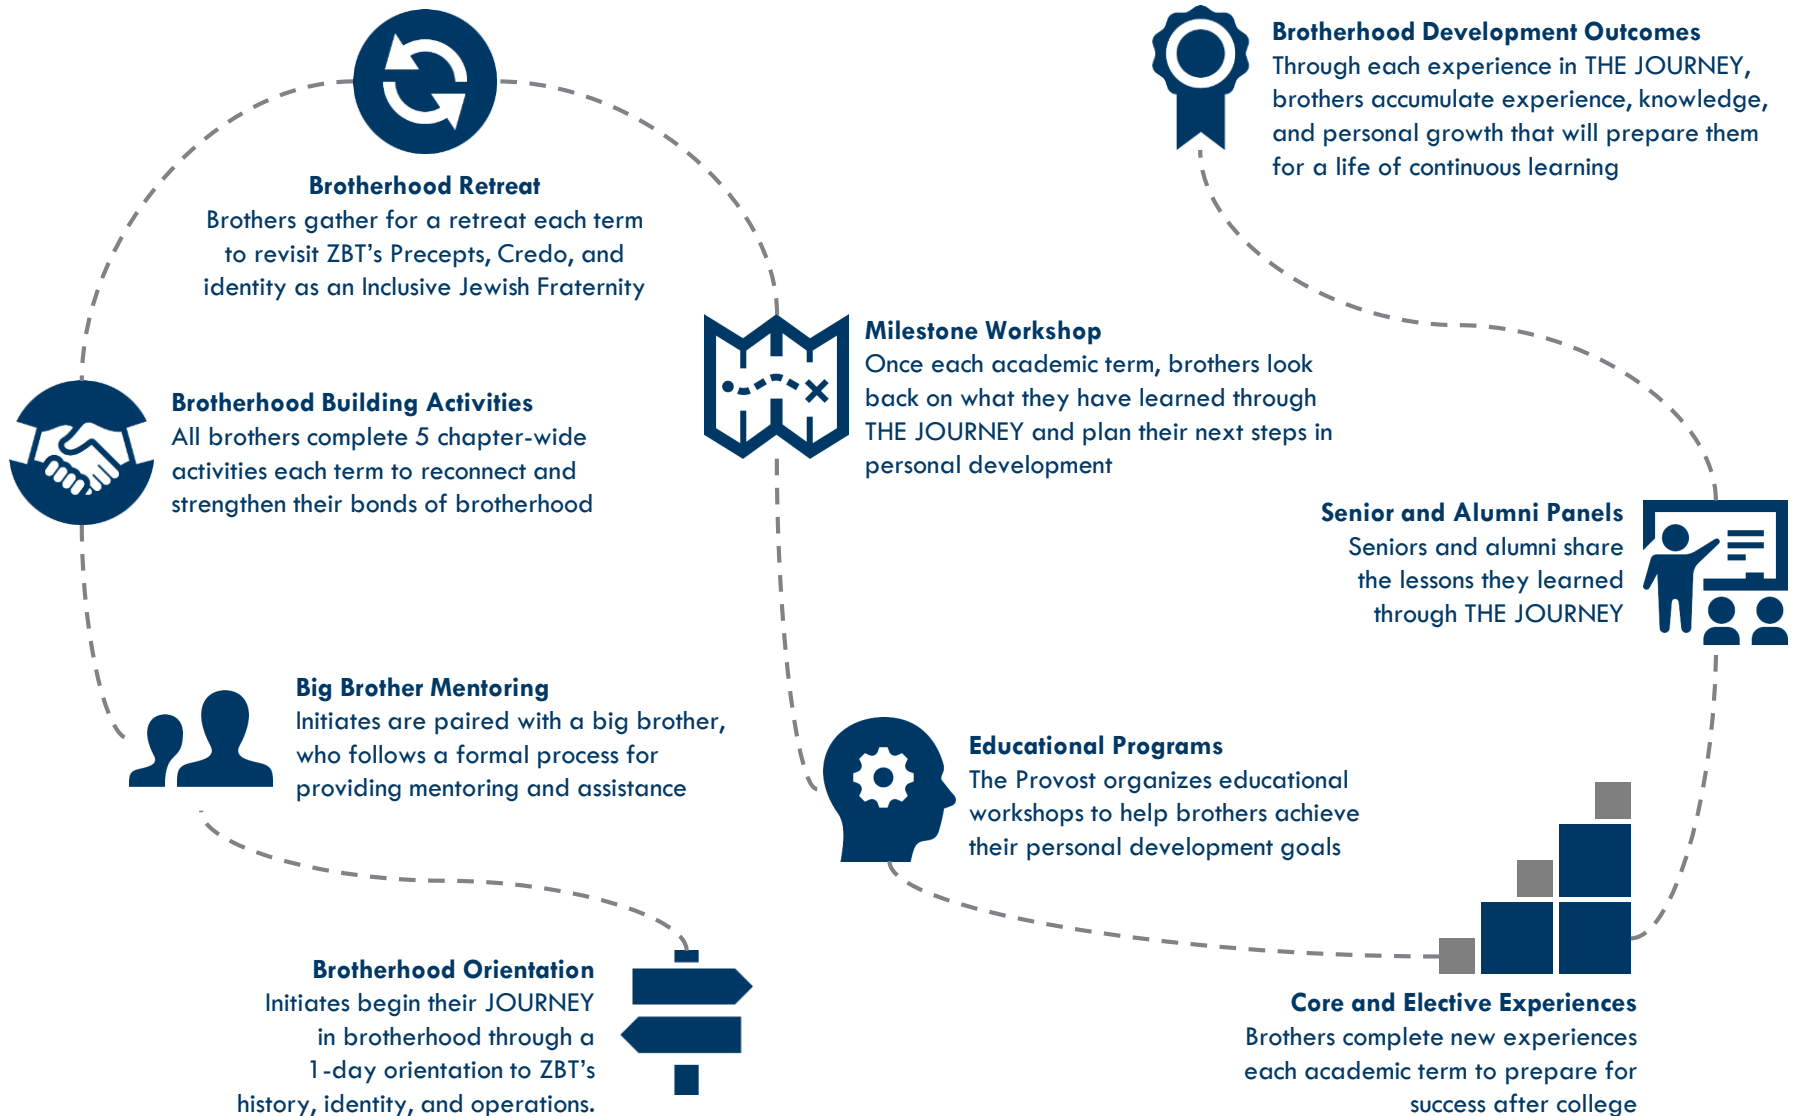 Brotherhood Development Outcomes
Through each experience in THE JOURNEY,
brothers accumulate experience, knowledge,
and personal growth that will prepare them
for a life of continuous learning
Brotherhood Retreat
Brothers gather for a retreat each term
to revisit ZBT's Precepts, Credo, and
identity as an Inclusive Jewish Fraternity
Milestone Workshop
Once each academic term, brothers look
back on what they have learned through
THE JOURNEY and plan their next steps in
personal development
Brotherhood Building Activities
All brothers complete 5 chapter-wide
activities each term to reconnect and
strengthen their bonds of brotherhood
Senior and Alumni Panels
Seniors and alumni share
the lessons they learned
through THE JOURNEY
Big Brother Mentoring
Initiates are paired with a big brother,
who follows a formal process for
providing mentoring and assistance
Educational Programs
The Provost organizes educational
workshops to help brothers achieve
their personal development goals
Brotherhood Orientation
Initiates begin their JOURNEY
in brotherhood through a
1-day orientation to ZBT's
history, identity, and operations.
Core and Elective Experiences
Brothers complete new experiences
each academic term to prepare for
success after college